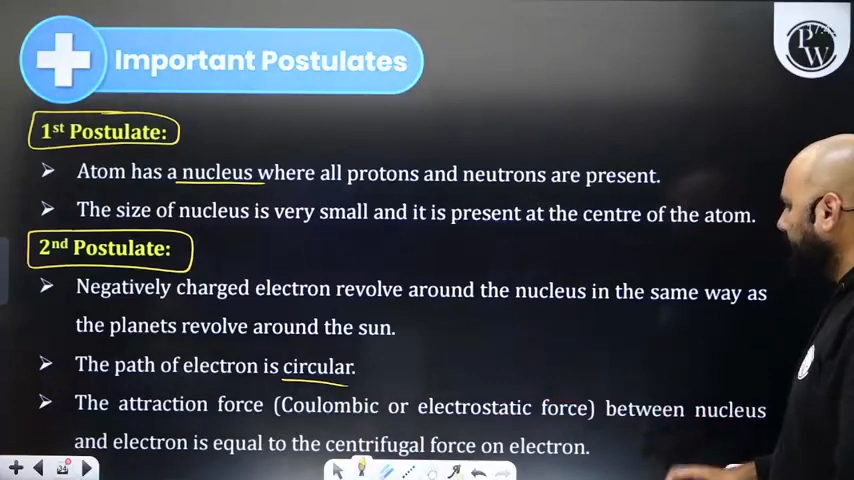 Important Postulates
PW
1st Postulate:
➢ Atom has a nucleus where all protons and neutrons are present.
➢ The size of nucleus is very small and it is present at the centre of the atom.
2nd Postulate:
➢ Negatively charged electron revolve around the nucleus in the same way as
the planets revolve around the sun.
➢ The path of electron is circular.
➢ The attraction force (Coulombic or electrostatic force) between nucleus
and electron is equal to the centrifugal force on electron.